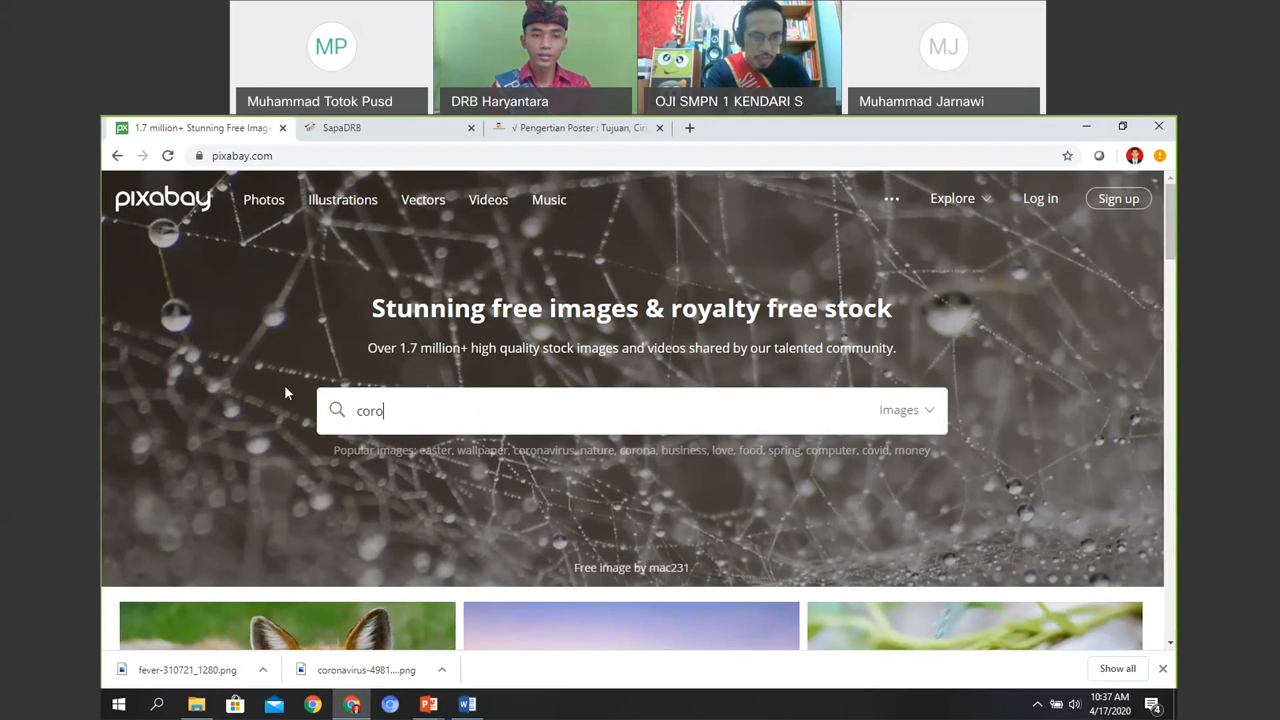 MP
MJ
Muhammad Totok Pusd
DRB Haryantara
OJI SMPN 1 KENDARI S
Muhammad Jarnawi
px 1.7 million+ Stunning Free Imag
SapaDRB
√ Pengertian Poster : Tujuan, Cir
pixabay.com
pixabay
Photos
Illustrations
Vectors
Videos
Music
Explore
Log in
Sign up
Stunning free images & royalty free stock
Over 1.7 million+ high quality stock images and videos shared by our talented community.
coro
Images
Popular images: easter, wallpaper, coronavirus, nature, corona, business, love, food, spring, computer, covid, money
Free image by mac231
fever-310721_1280.png
coronavirus-4981....png
Show all
10:37 AM
4/17/2020
4